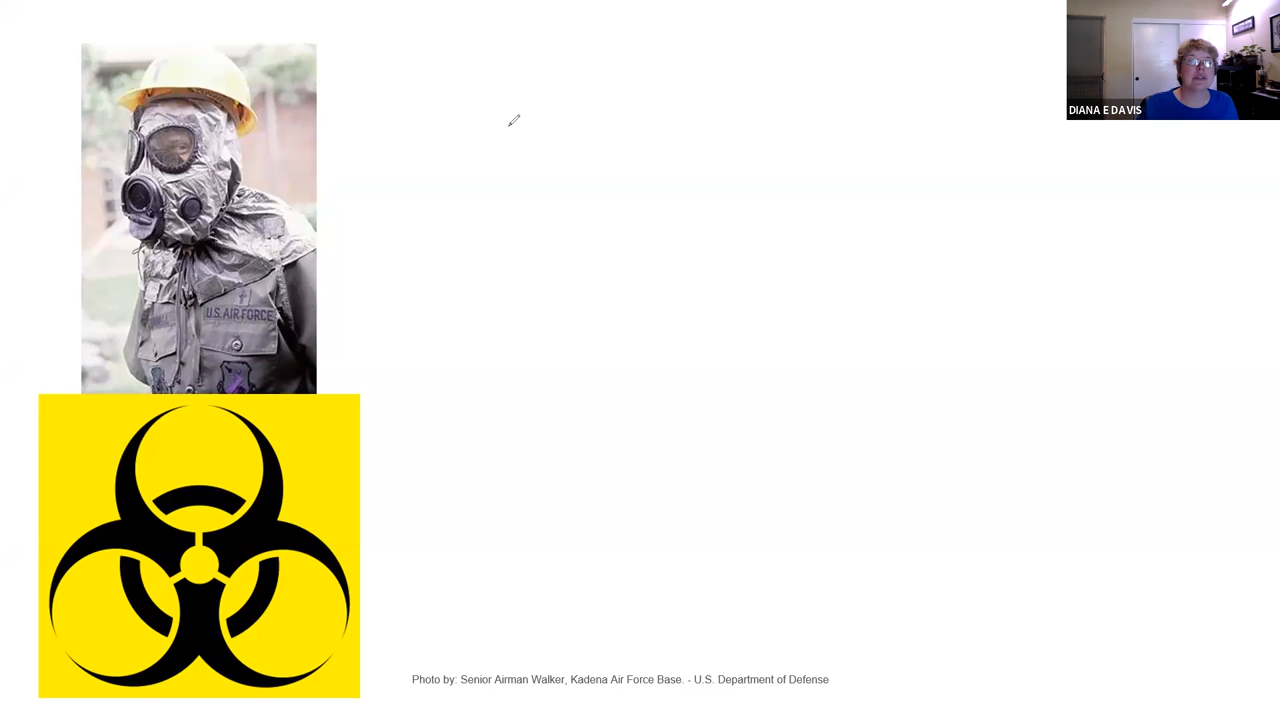 DIANA E DAVIS
U.S. AIR FORCE
Photo by: Senior Airman Walker, Kadena Air Force Base. - U.S. Department of Defense